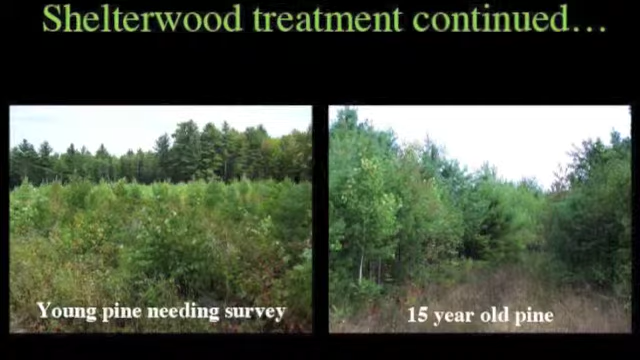 Shelterwood treatment continued…
Young pine needing survey
15 year old pine